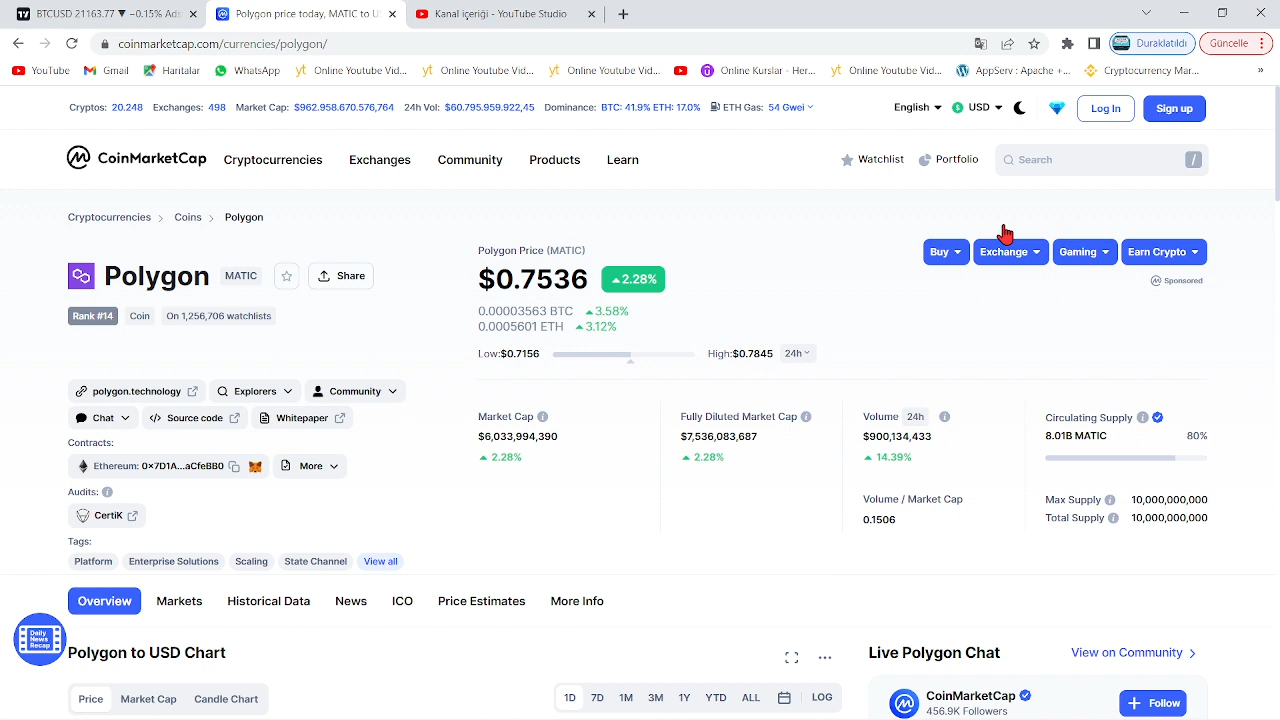 BTCUSD 21163.77 ▼ −0.15% Ads
Polygon price today, MATIC to US
Kanal içeriği - YouTube Studio
coinmarketcap.com/currencies/polygon/
Duraklatıldı
Güncelle
YouTube
Gmail
Haritalar
WhatsApp
Online Youtube Vid...
Online Youtube Vid...
Online Youtube Vid...
Online Kurslar - Her...
Online Youtube Vid...
AppServ : Apache +...
Cryptocurrency Mar...
»
Cryptos: 20.248 Exchanges: 498 Market Cap: $962.958.670.576,764 24h Vol: $60.795.959.922,45 Dominance: BTC: 41.9% ETH: 17.0% ETH Gas: 54 Gwei
English
USD
Log In
Sign up
CoinMarketCap
Cryptocurrencies
Exchanges
Community
Products
Learn
Watchlist
Portfolio
Search
/
Cryptocurrencies > Coins > Polygon
Polygon Price (MATIC)
Buy
Exchange
Gaming
Earn Crypto
Polygon MATIC
Share
$0.7536 2.28%
Sponsored
Rank #14
Coin
On 1,256,706 watchlists
0.00003563 BTC 3.58%
0.0005601 ETH 3.12%
Low:$0.7156
High:$0.7845
24h
polygon.technology
Explorers
Community
Chat
Source code
Whitepaper
Contracts:
Ethereum: 0x7D1A...aCfeBB0
More
Audits:
CertiK
Tags:
Platform
Enterprise Solutions
Scaling
State Channel
View all
Market Cap
$6,033,994,390
2.28%
Fully Diluted Market Cap
$7,536,083,687
2.28%
Volume 24h
$900,134,433
14.39%
Volume / Market Cap
0.1506
Circulating Supply
8.01B MATIC 80%
Max Supply 10,000,000,000
Total Supply 10,000,000,000
Overview
Markets
Historical Data
News
ICO
Price Estimates
More Info
Daily
News
Recap
Polygon to USD Chart
Live Polygon Chat
View on Community >
Price
Market Cap
Candle Chart
1D
7D
1M
3M
1Y
YTD
ALL
LOG
CoinMarketCap
456.9K Followers
+ Follow